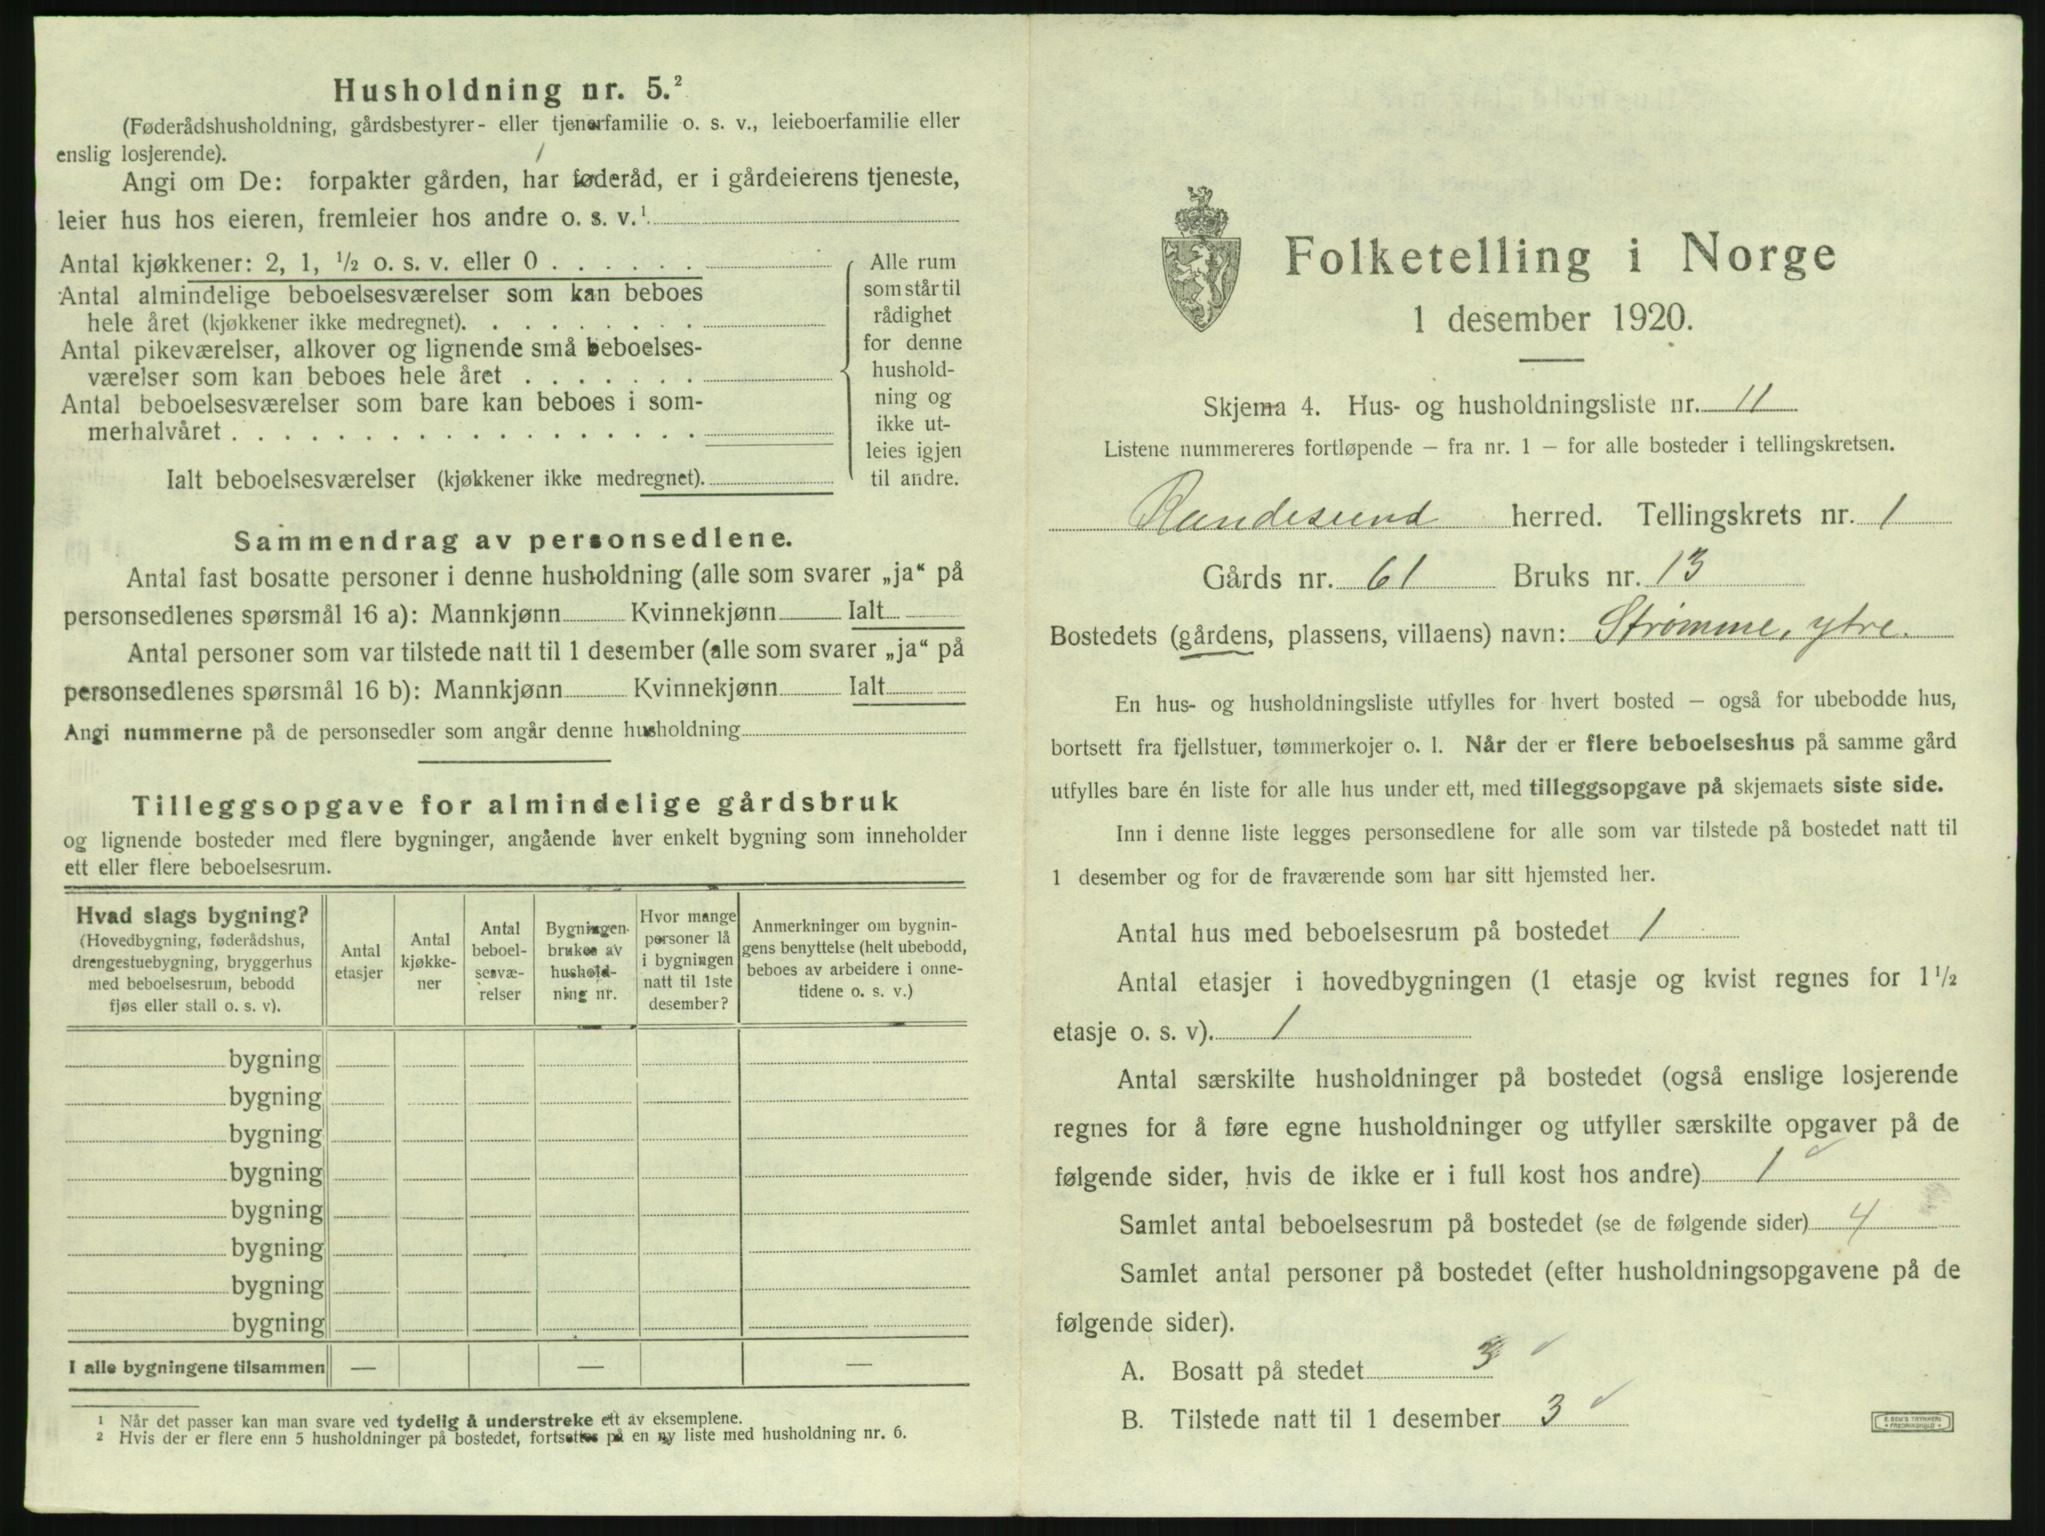 Husholdning nr. 5.²
(Føderådshusholdning, gårdsbestyrer- eller tjenerfamilie o. s. v., leieboerfamilie eller
enslig losjerende).
Angi om De: forpakter gården, har føderåd, er i gårdeierens tjeneste,
leier hus hos eieren, fremleier hos andre o. s. v.¹
Antal kjøkkener: 2, 1, ½ o. s. v. eller 0
Antal almindelige beboelsesværelser som kan beboes
hele året (kjøkkener ikke medregnet).
Antal pikeværelser, alkover og lignende små beboelses-
værelser som kan beboes hele året
Antal beboelsesværelser som bare kan beboes i som-
merhalvåret
Ialt beboelsesværelser (kjøkkener ikke medregnet).
Alle rum
som står til
rådighet
for denne
hushold-
ning og
ikke ut-
leies igjen
til andre.
Sammendrag av personsedlene.
Antal fast bosatte personer i denne husholdning (alle som svarer „ja“ på
personsedlenes spørsmål 16 a): Mannkjønn Kvinnekjønn Ialt
Antal personer som var tilstede natt til 1 desember (alle som svarer „ja“ på
personsedlenes spørsmål 16 b): Mannkjønn Kvinnekjønn Ialt
Angi nummerne på de personsedler som angår denne husholdning
Tilleggsopgave for almindelige gårdsbruk
og lignende bosteder med flere bygninger, angående hver enkelt bygning som inneholder
ett eller flere beboelsesrum.
Hvad slags bygning?
(Hovedbygning, føderådshus,
drengestuebygning, bryggerhus
med beboelsesrum, bebodd
fjøs eller stall o. s. v).
Antal
etasjer
Antal
kjøkke-
ner
Antal
beboel-
sesvæ-
relser
Bygningen
brukes av
hushold-
ning nr.
Hvor mange
personer lå
i bygningen
natt til 1ste
desember?
Anmerkninger om bygnin-
gens benyttelse (helt ubebodd,
beboes av arbeidere i onne-
tidene o. s. v.)
bygning
bygning
bygning
bygning
bygning
bygning
bygning
bygning
I alle bygningene tilsammen — — —
¹ Når det passer kan man svare ved tydelig å understreke ett av eksemplene.
² Hvis der er flere enn 5 husholdninger på bostedet, fortsettes på en ny liste med husholdning nr. 6.
Folketelling i Norge
1 desember 1920.
Skjema 4. Hus- og husholdningsliste nr. 11
Listene nummereres fortløpende – fra nr. 1 – for alle bosteder i tellingskretsen.
Randesund herred. Tellingskrets nr. 1
Gårds nr. 61 Bruks nr. 13
Bostedets (gårdens, plassens, villaens) navn: Strømme, ytre.
En hus- og husholdningsliste utfylles for hvert bosted – også for ubebodde hus,
bortsett fra fjellstuer, tømmerkojer o. l. Når der er flere beboelseshus på samme gård
utfylles bare én liste for alle hus under ett, med tilleggsopgave på skjemaets siste side.
Inn i denne liste legges personsedlene for alle som var tilstede på bostedet natt til
1 desember og for de fraværende som har sitt hjemsted her.
Antal hus med beboelsesrum på bostedet 1
Antal etasjer i hovedbygningen (1 etasje og kvist regnes for 1½
etasje o. s. v). 1
Antal særskilte husholdninger på bostedet (også enslige losjerende
regnes for å føre egne husholdninger og utfyller særskilte opgaver på de
følgende sider, hvis de ikke er i full kost hos andre) 1
Samlet antal beboelsesrum på bostedet (se de følgende sider) 4
Samlet antal personer på bostedet (efter husholdningsopgavene på de
følgende sider).
A. Bosatt på stedet 3
B. Tilstede natt til 1 desember 3